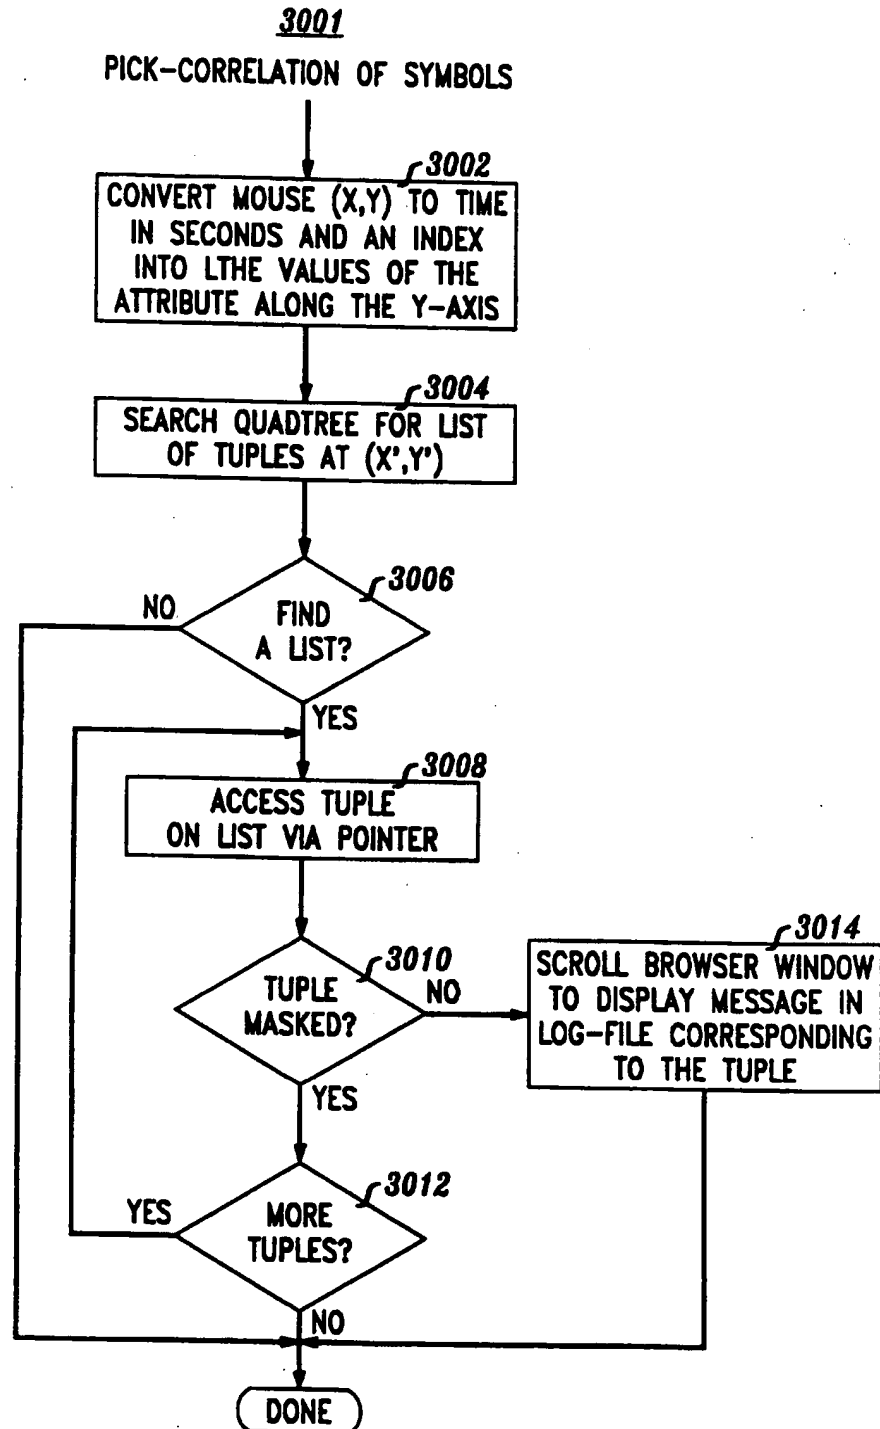 3001
PICK-CORRELATION OF SYMBOLS
3002
CONVERT MOUSE (X,Y) TO TIME
IN SECONDS AND AN INDEX
INTO LTHE VALUES OF THE
ATTRIBUTE ALONG THE Y-AXIS
3004
SEARCH QUADTREE FOR LIST
OF TUPLES AT (X',Y')
3006
NO
FIND
A LIST?
YES
3008
ACCESS TUPLE
ON LIST VIA POINTER
3010
TUPLE
MASKED?
NO
3014
SCROLL BROWSER WINDOW
TO DISPLAY MESSAGE IN
LOG-FILE CORRESPONDING
TO THE TUPLE
YES
3012
YES
MORE
TUPLES?
NO
DONE